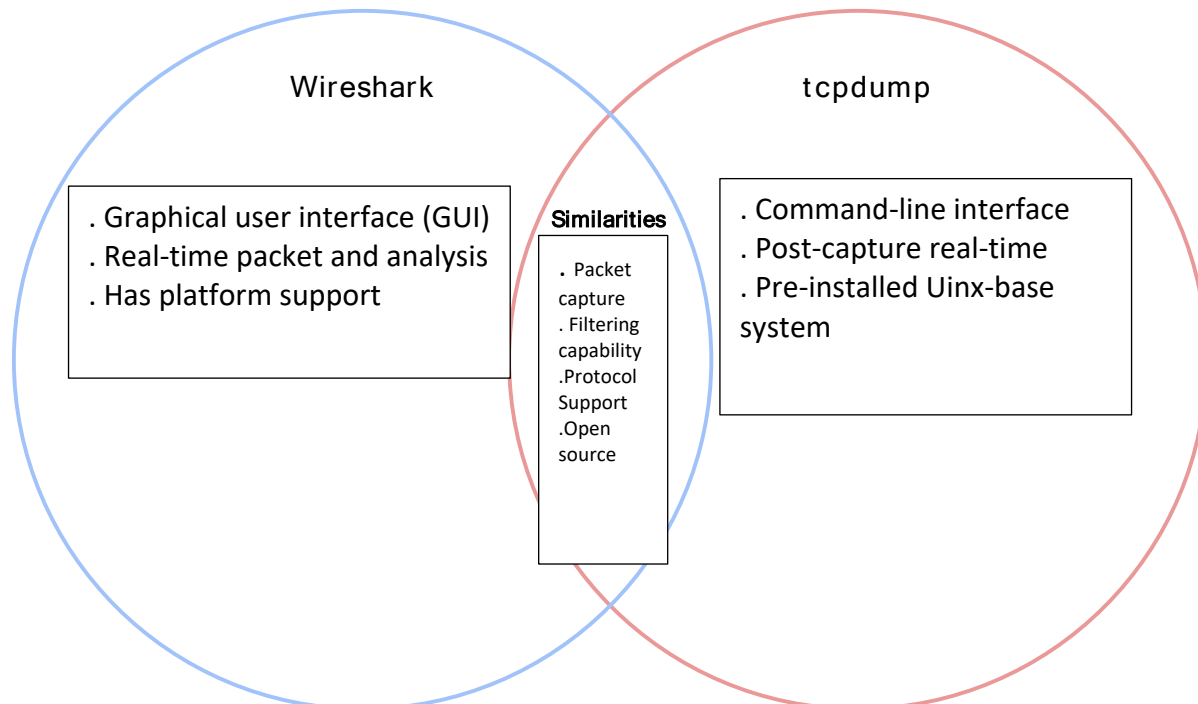 Wireshark
tcpdump
. Graphical user interface (GUI)
. Real-time packet and analysis
. Has platform support
Similarities
. Packet
capture
. Filtering
capability
.Protocol
Support
.Open
source
. Command-line interface
. Post-capture real-time
. Pre-installed Uinx-base
system